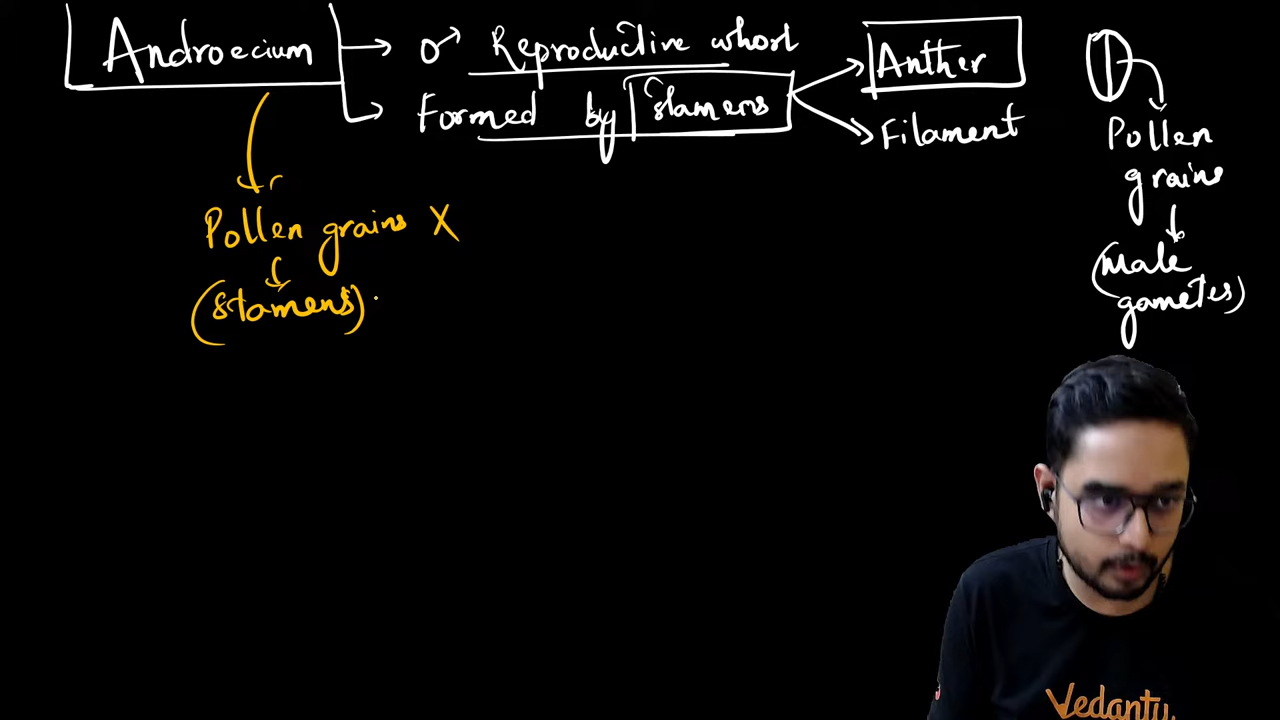 Androecium
♂ Reproductive whorl
Formed by stamens
Anther
Filament
Pollen
grains
(Male
gametes)
Pollen grains X
(stamens)
Vedantu